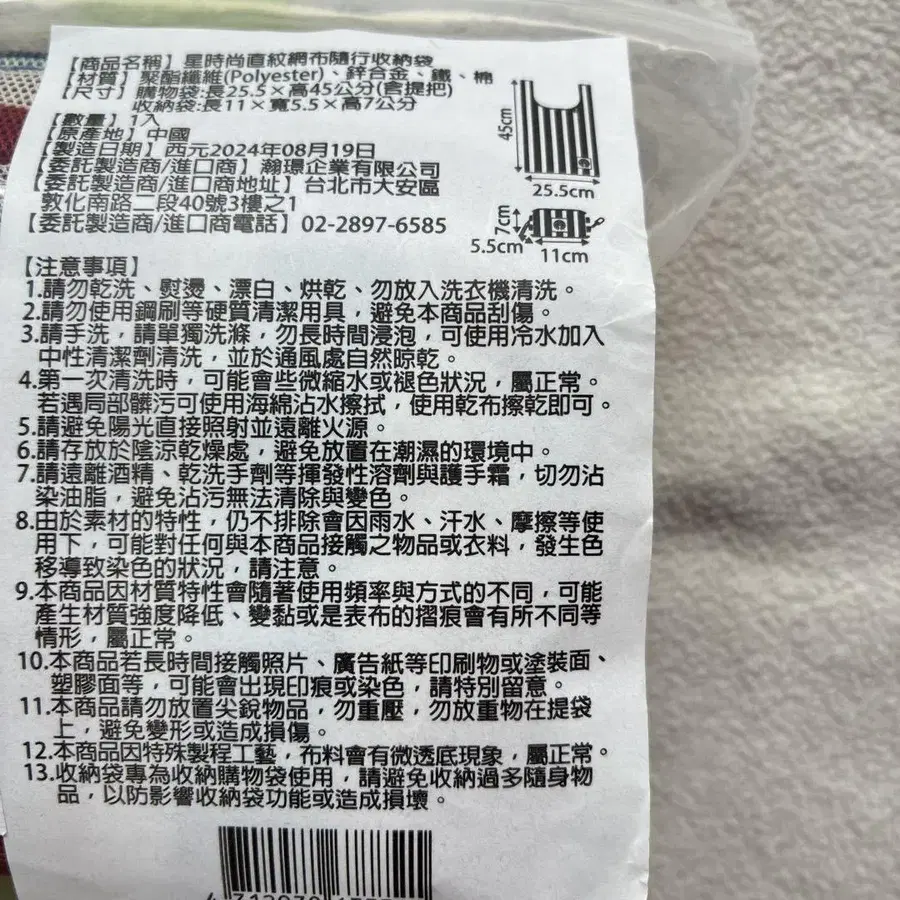 【商品名稱】星時尚直紋網布隨行收納袋
【材質】聚酯纖維(Polyester)、鋅合金、鐵、棉
【尺寸】購物袋:長25.5×高45公分(含提把)
收納袋:長11×寬5.5×高7公分
【數量】1入
【原產地】中國
【製造日期】西元2024年08月19日
【委託製造商/進口商】瀚璟企業有限公司
【委託製造商/進口商地址】台北市大安區
敦化南路二段40號3樓之1
【委託製造商/進口商電話】02-2897-6585
45cm
25.5cm
7cm
5.5cm
11cm
【注意事項】
1.請勿乾洗、熨燙、漂白、烘乾、勿放入洗衣機清洗。
2.請勿使用鋼刷等硬質清潔用具，避免本商品刮傷。
3.請手洗，請單獨洗滌，勿長時間浸泡，可使用冷水加入
中性清潔劑清洗，並於通風處自然晾乾。
4.第一次清洗時，可能會些微縮水或褪色狀況，屬正常。
若遇局部髒污可使用海綿沾水擦拭，使用乾布擦乾即可。
5.請避免陽光直接照射並遠離火源。
6.請存放於陰涼乾燥處，避免放置在潮濕的環境中。
7.請遠離酒精、乾洗手劑等揮發性溶劑與護手霜，切勿沾
染油脂，避免沾污無法清除與變色。
8.由於素材的特性，仍不排除會因雨水、汗水、摩擦等使
用下，可能對任何與本商品接觸之物品或衣料，發生色
移導致染色的狀況，請注意。
9.本商品因材質特性會隨著使用頻率與方式的不同，可能
產生材質強度降低、變黏或是表布的摺痕會有所不同等
情形，屬正常。
10.本商品若長時間接觸照片、廣告紙等印刷物或塗裝面、
塑膠面等，可能會出現印痕或染色，請特別留意。
11.本商品請勿放置尖銳物品，勿重壓，勿放重物在提袋
上，避免變形或造成損傷。
12.本商品因特殊製程工藝，布料會有微透底現象，屬正常。
13.收納袋專為收納購物袋使用，請避免收納過多隨身物
品，以防影響收納袋功能或造成損壞。